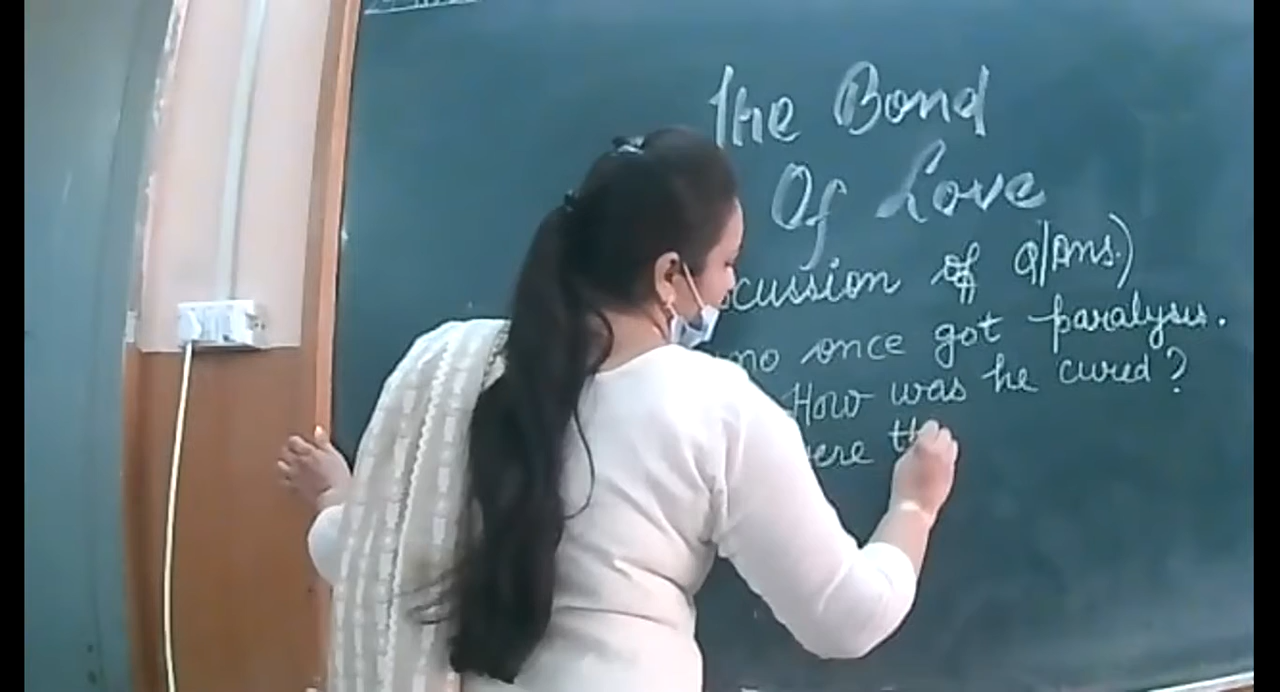 The Bond
Of Love
cussion of Q/Ans.)
no once got paralysis.
How was he cured?
ere th